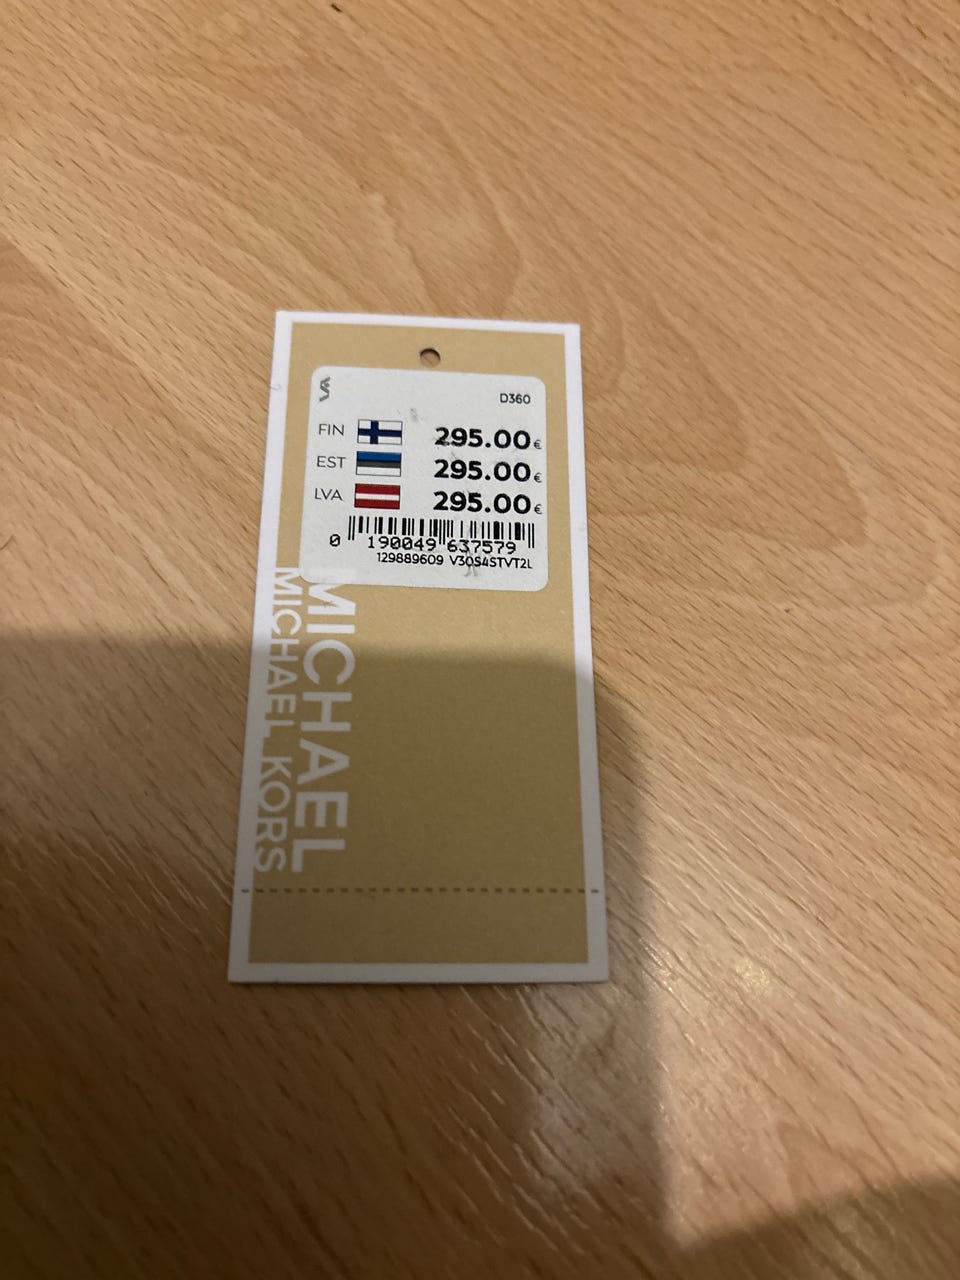 D360
FIN 295.00€
EST 295.00€
LVA 295.00€
0 190049 637579
129889609 V30S4STVT2L
MICHAEL
MICHAEL KORS